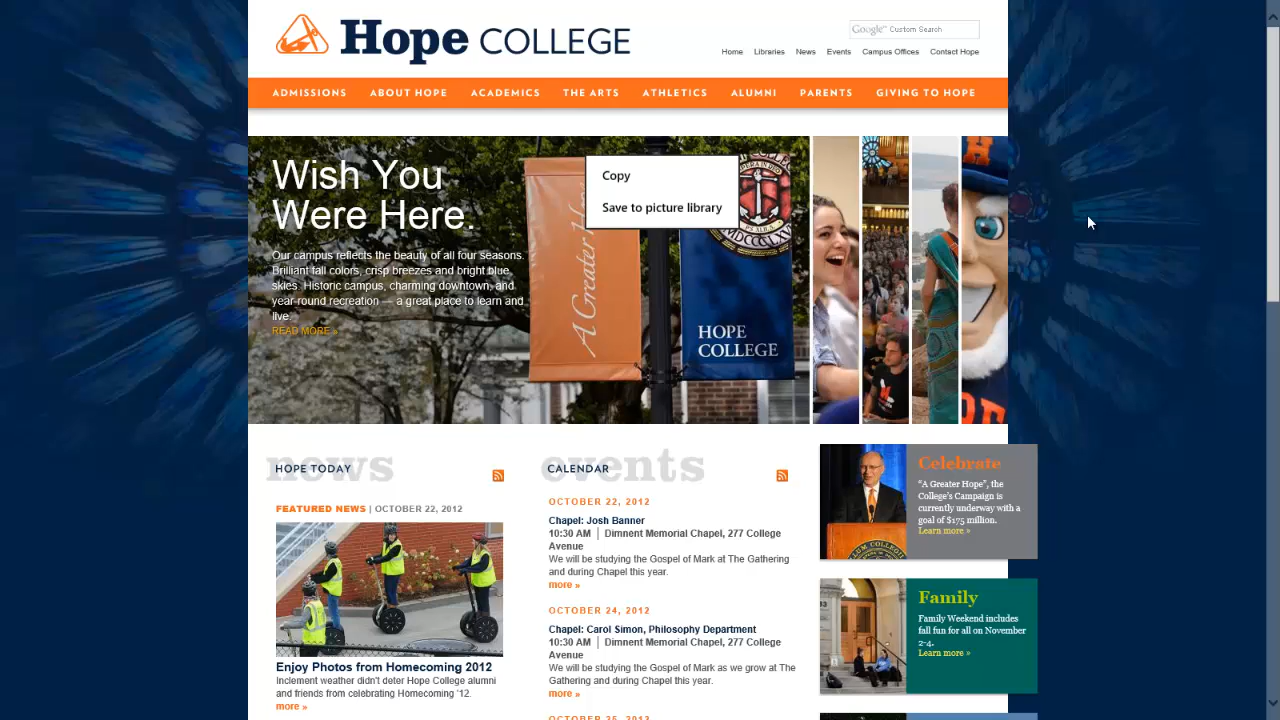 Hope COLLEGE
Google™ Custom Search
Home Libraries News Events Campus Offices Contact Hope
ADMISSIONS ABOUT HOPE ACADEMICS THE ARTS ATHLETICS ALUMNI PARENTS GIVING TO HOPE
Wish You
Were Here.
Our campus reflects the beauty of all four seasons.
Brilliant fall colors, crisp breezes and bright blue
skies. Historic campus, charming downtown, and
year-round recreation — a great place to learn and
live.
READ MORE »
Copy
Save to picture library
A Greater
HOPE
COLLEGE
news
HOPE TODAY
FEATURED NEWS | OCTOBER 22, 2012
Enjoy Photos from Homecoming 2012
Inclement weather didn't deter Hope College alumni
and friends from celebrating Homecoming '12.
more »
events
CALENDAR
OCTOBER 22, 2012
Chapel: Josh Banner
10:30 AM | Dimnent Memorial Chapel, 277 College
Avenue
We will be studying the Gospel of Mark at The Gathering
and during Chapel this year.
more »
OCTOBER 24, 2012
Chapel: Carol Simon, Philosophy Department
10:30 AM | Dimnent Memorial Chapel, 277 College
Avenue
We will be studying the Gospel of Mark as we grow at The
Gathering and during Chapel this year.
more »
OCTOBER 25, 2012
Celebrate
“A Greater Hope”, the
College's Campaign is
currently underway with a
goal of $175 million.
Learn more »
Family
Family Weekend includes
fall fun for all on November
2-4.
Learn more »